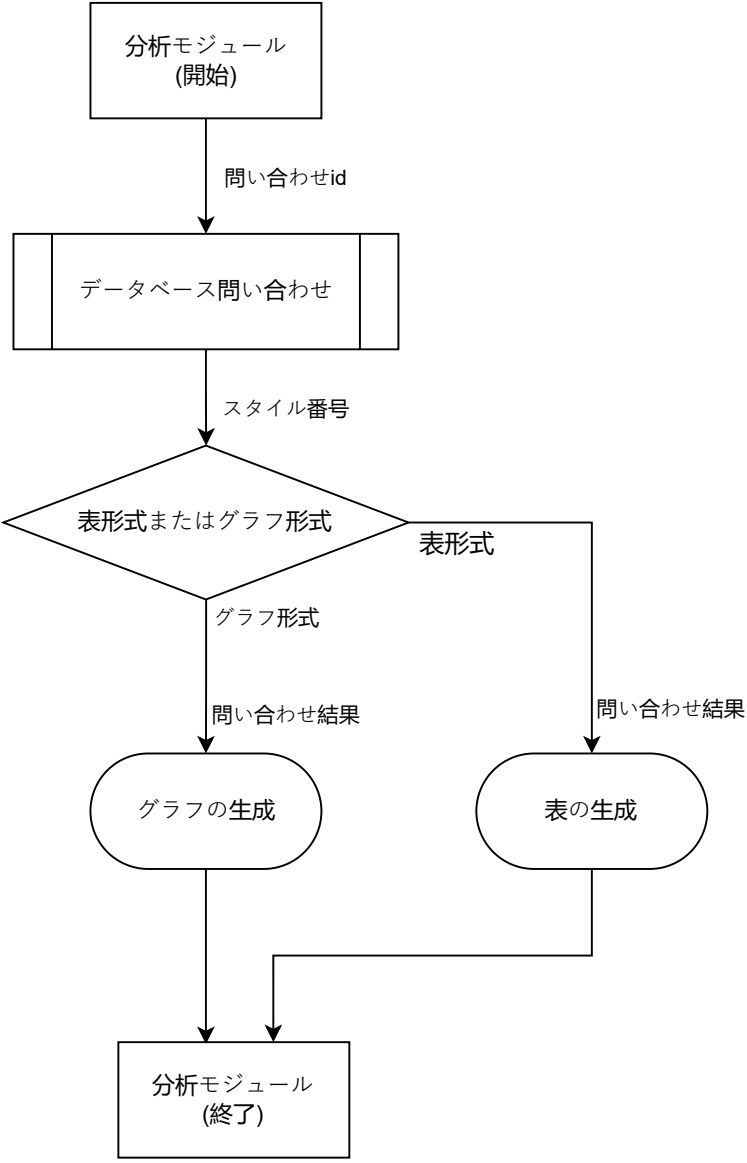 分析モジュール
(開始)
問い合わせid
データベース問い合わせ
スタイル番号
表形式またはグラフ形式
表形式
グラフ形式
問い合わせ結果
問い合わせ結果
グラフの生成
表の生成
分析モジュール
(終了)